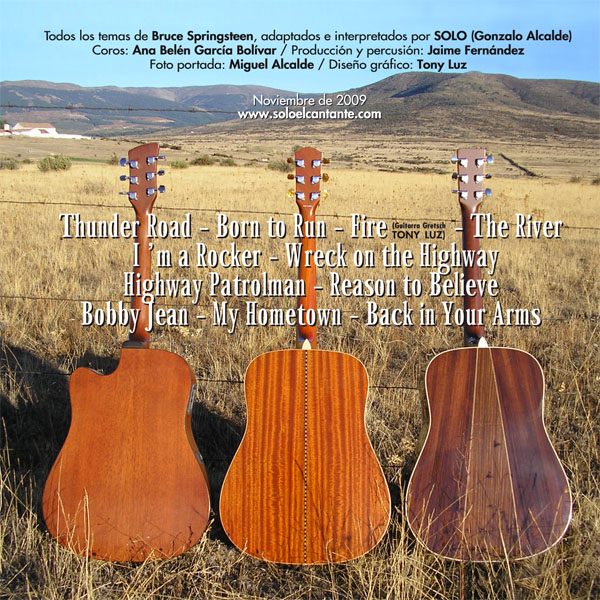 Todos los temas de Bruce Springsteen, adaptados e interpretados por SOLO (Gonzalo Alcalde)
Coros: Ana Belén García Bolívar / Producción y percusión: Jaime Fernández
Foto portada: Miguel Alcalde / Diseño gráfico: Tony Luz
Noviembre de 2009
www.soloelcantante.com
Thunder Road - Born to Run - Fire (Guitarra Gretsch TONY LUZ) - The River
I 'm a Rocker - Wreck on the Highway
Highway Patrolman - Reason to Believe
Bobby Jean - My Hometown - Back in Your Arms